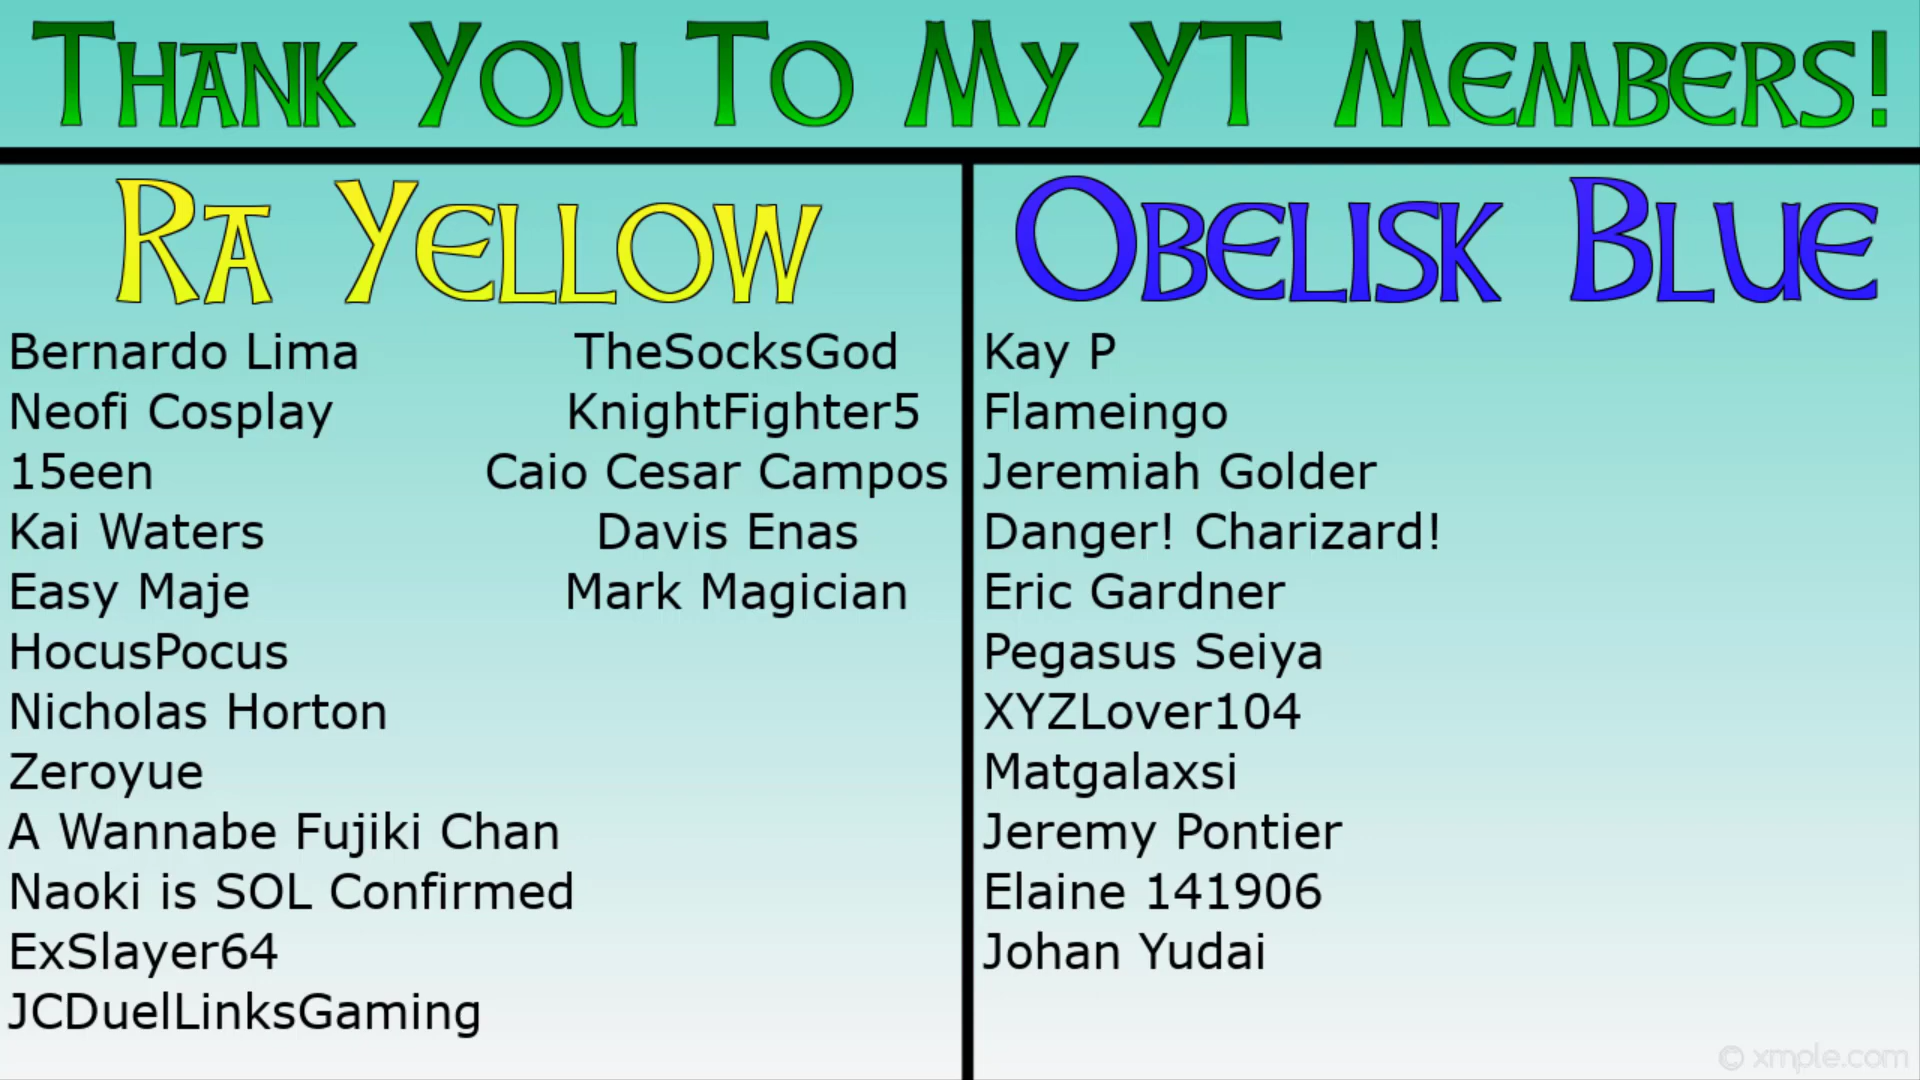 Thank You To My YT Members!
Ra Yellow
Bernardo Lima
Neofi Cosplay
15een
Kai Waters
Easy Maje
HocusPocus
Nicholas Horton
Zeroyue
A Wannabe Fujiki Chan
Naoki is SOL Confirmed
ExSlayer64
JCDuelLinksGaming
TheSocksGod
KnightFighter5
Caio Cesar Campos
Davis Enas
Mark Magician
Obelisk Blue
Kay P
Flameingo
Jeremiah Golder
Danger! Charizard!
Eric Gardner
Pegasus Seiya
XYZLover104
Matgalaxsi
Jeremy Pontier
Elaine 141906
Johan Yudai
© xmple.com